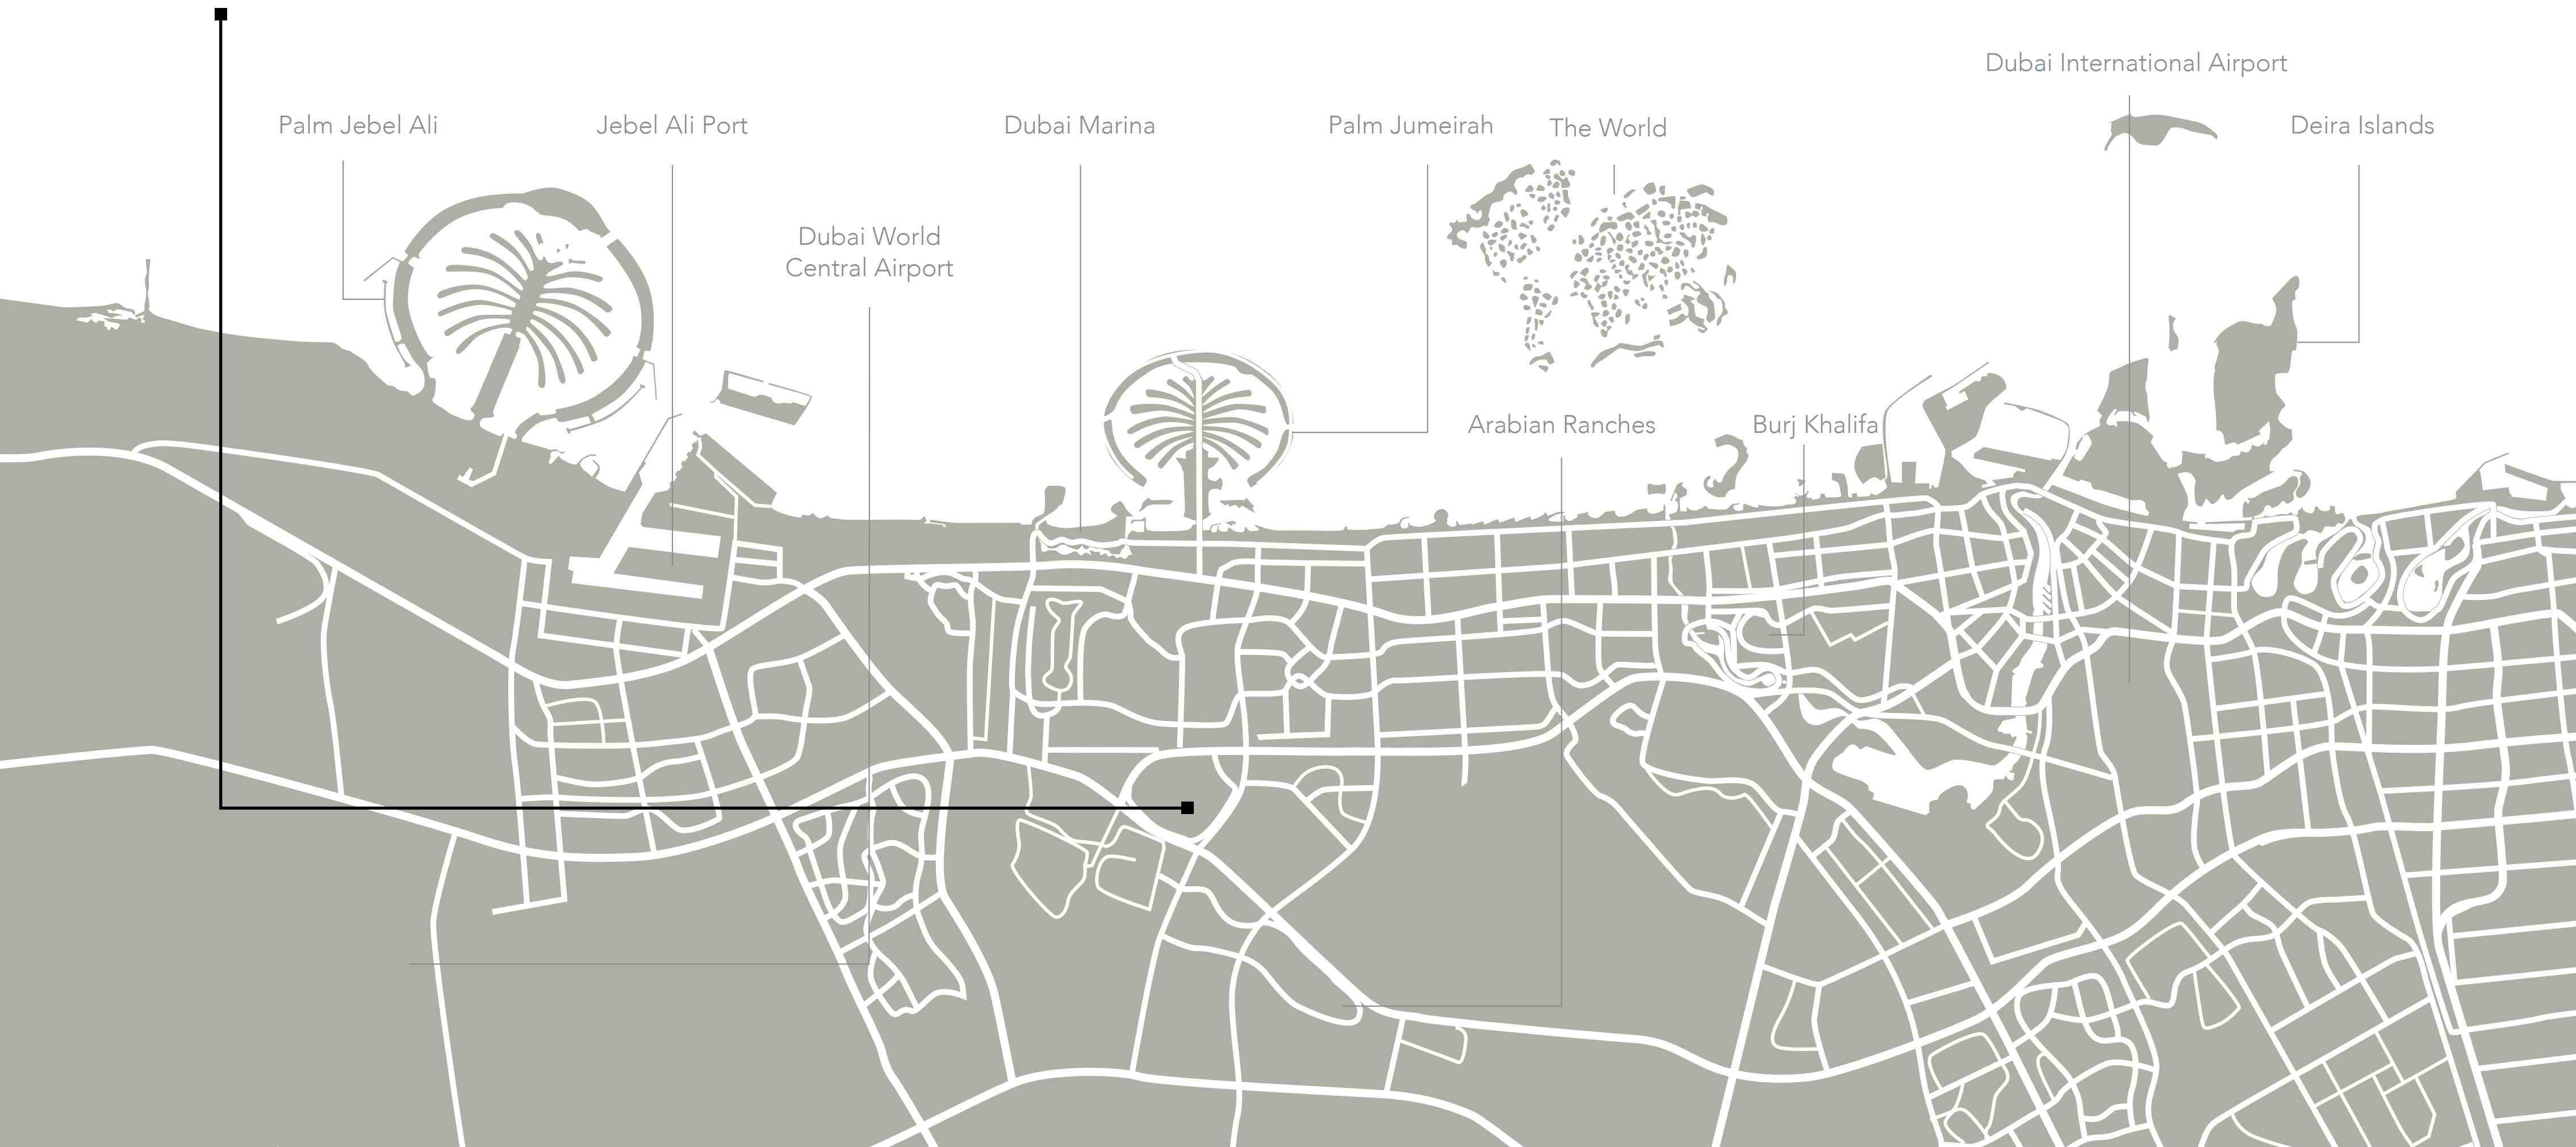 Dubai International Airport
Palm Jebel Ali
Jebel Ali Port
Dubai Marina
Palm Jumeirah
The World
Deira Islands
Dubai World
Central Airport
Arabian Ranches
Burj Khalifa